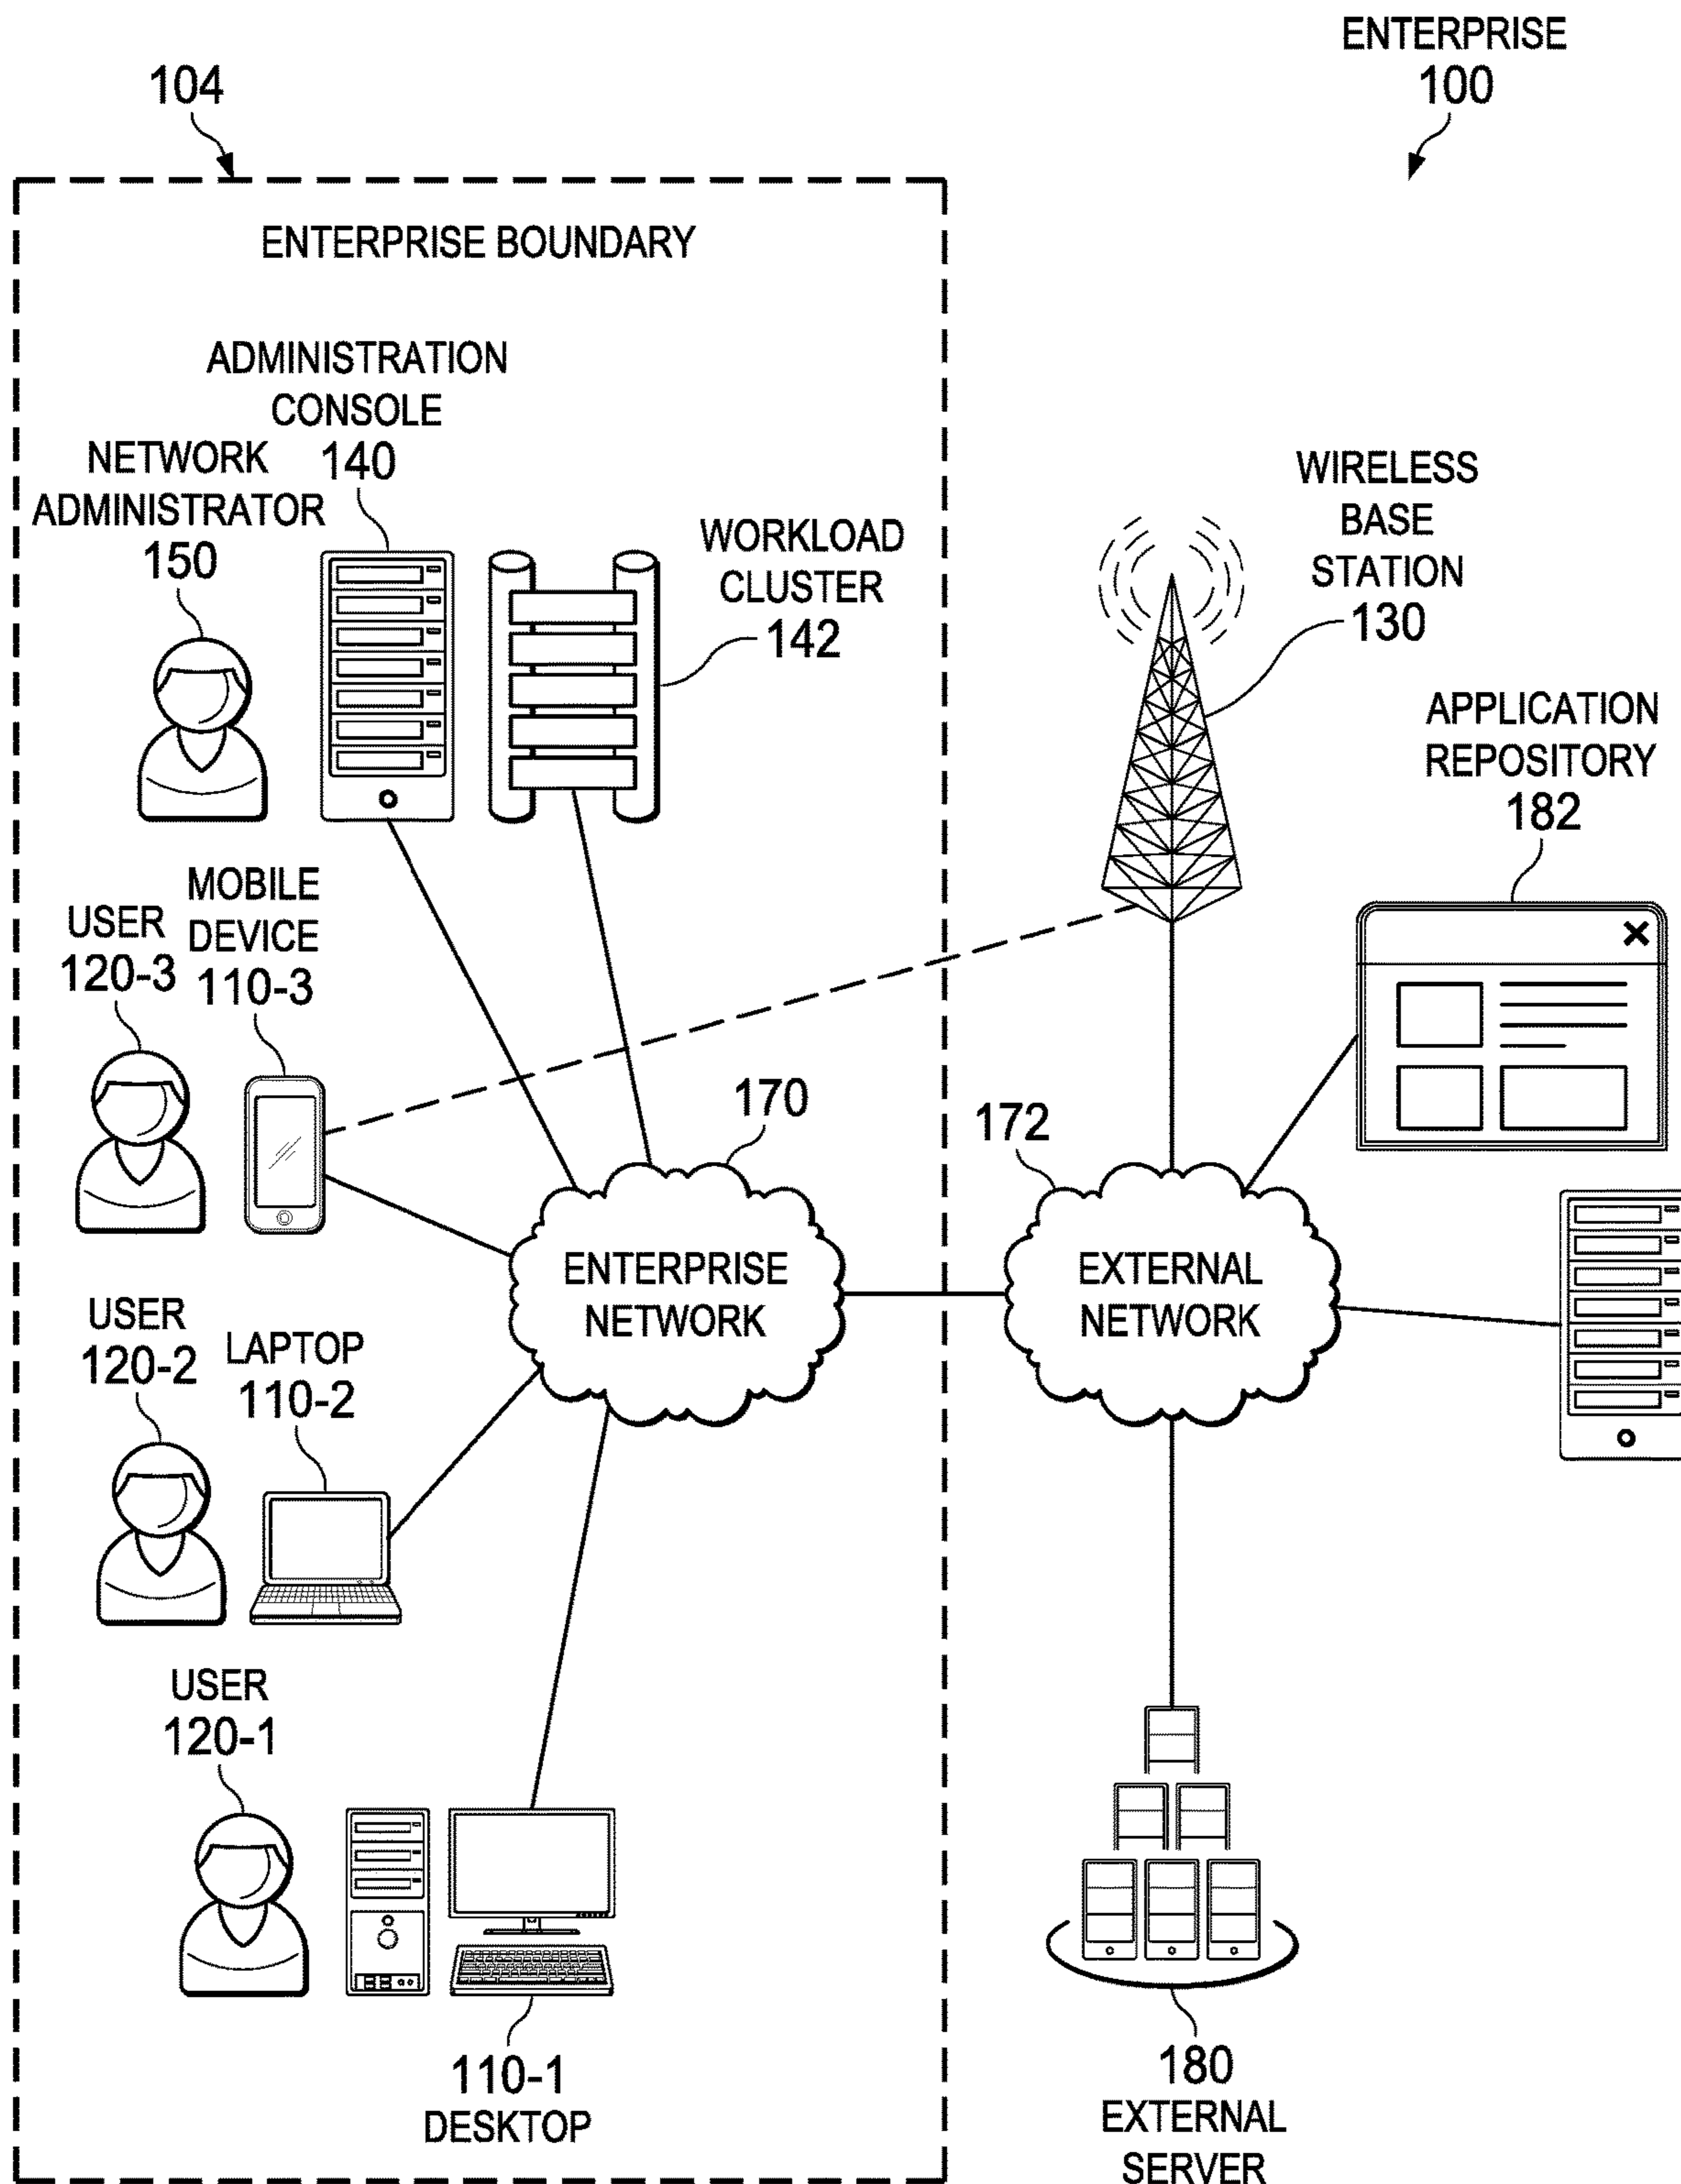 ENTERPRISE
100
104
ENTERPRISE BOUNDARY
ADMINISTRATION
CONSOLE
140
NETWORK
ADMINISTRATOR
150
WORKLOAD
CLUSTER
142
WIRELESS
BASE
STATION
130
APPLICATION
REPOSITORY
182
MOBILE
DEVICE
110-3
USER
120-3
170
172
ENTERPRISE
NETWORK
EXTERNAL
NETWORK
USER
120-2
LAPTOP
110-2
USER
120-1
110-1
DESKTOP
180
EXTERNAL
SERVER